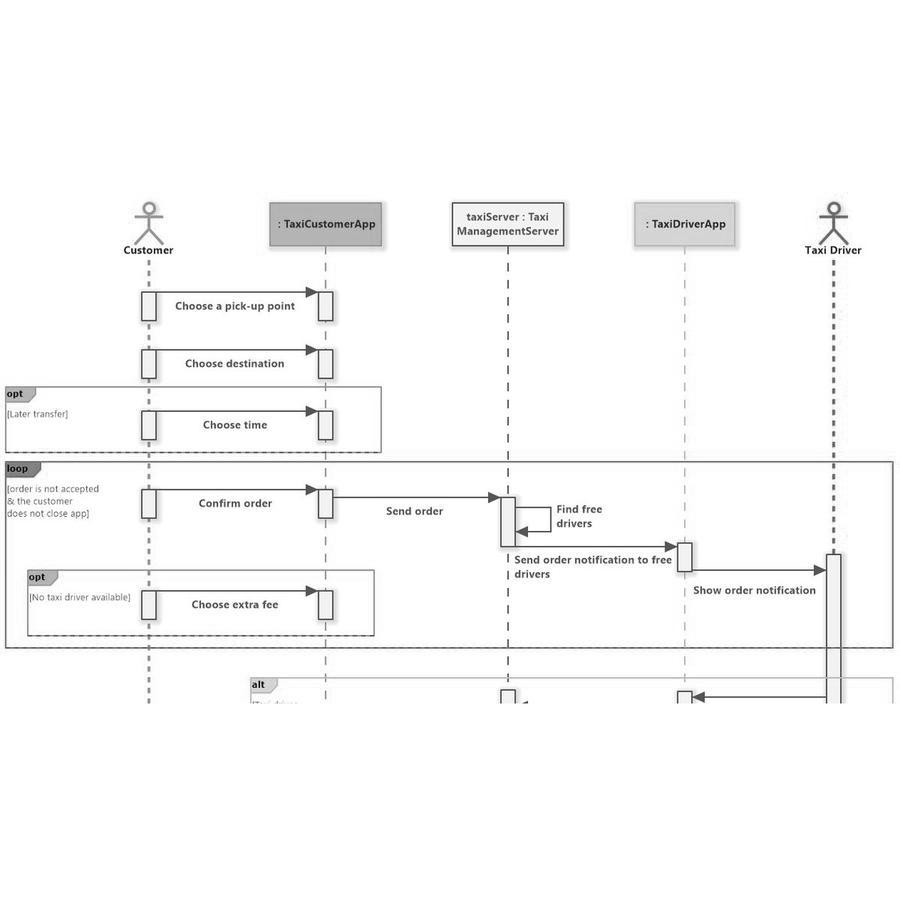 Customer
: TaxiCustomerApp
taxiServer : Taxi
ManagementServer
: TaxiDriverApp
Taxi Driver
Choose a pick-up point
Choose destination
opt
[Later transfer]
Choose time
loop
[order is not accepted
& the customer
does not close app]
Confirm order
Send order
Find free
drivers
Send order notification to free
drivers
Show order notification
opt
[No taxi driver available]
Choose extra fee
alt